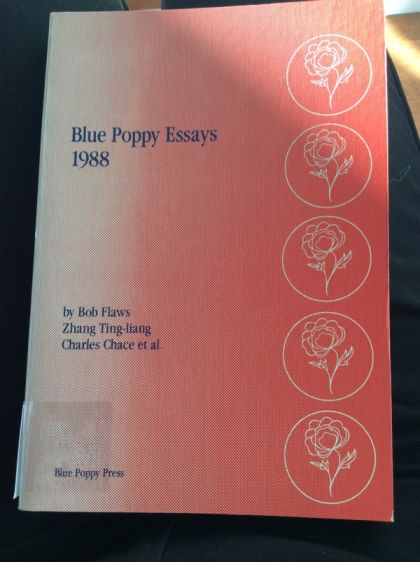 Blue Poppy Essays
1988
by Bob Flaws
Zhang Ting-liang
Charles Chace et al.
Blue Poppy Press